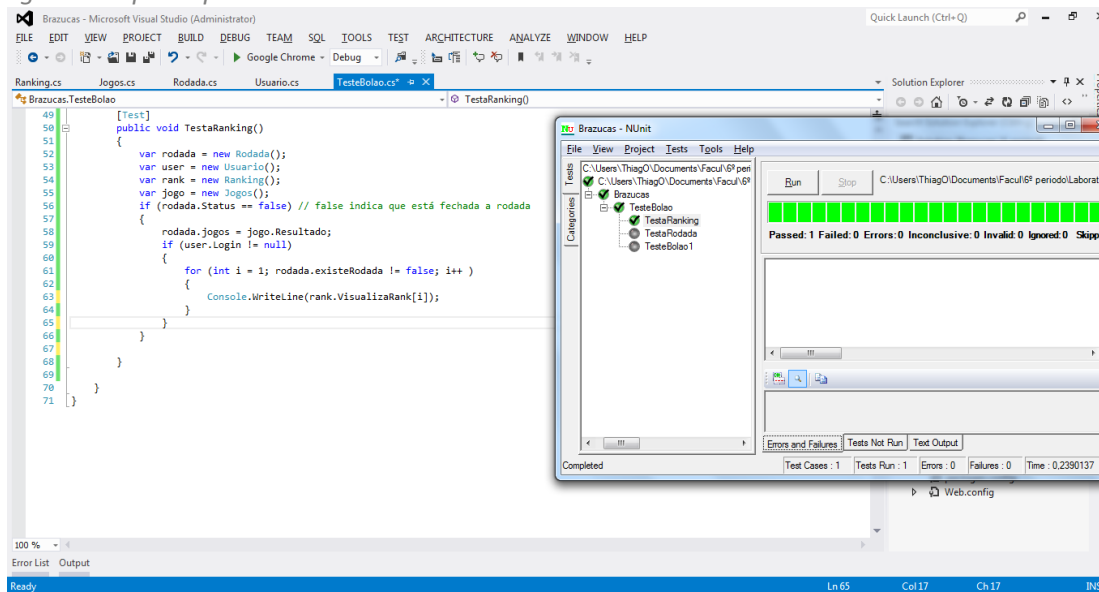 Brazucas - Microsoft Visual Studio (Administrator)
Quick Launch (Ctrl+Q)
FILE EDIT VIEW PROJECT BUILD DEBUG TEAM SQL TOOLS TEST ARCHITECTURE ANALYZE WINDOW HELP
Google Chrome Debug
Ranking.cs Jogos.cs Rodada.cs Usuario.cs TesteBolao.cs*
Solution Explorer
Brazucas.TesteBolao TestaRanking()
49 [Test]
50 public void TestaRanking()
51 {
52 var rodada = new Rodada();
53 var user = new Usuario();
54 var rank = new Ranking();
55 var jogo = new Jogos();
56 if (rodada.Status == false) // false indica que está fechada a rodada
57 {
58 rodada.jogos = jogo.Resultado;
59 if (user.Login != null)
60 {
61 for (int i = 1; rodada.existeRodada != false; i++ )
62 {
63 Console.WriteLine(rank.VisualizaRank[i]);
64 }
65 }
66 }
67
68 }
69
70 }
71 }
Brazucas - NUnit
File View Project Tests Tools Help
Tests
Categories
C:\Users\ThiagO\Documents\Facul\6º peri
C:\Users\ThiagO\Documents\Facul\6º
Brazucas
TesteBolao
TestaRanking
TestaRodada
TesteBolao1
Run Stop C:\Users\ThiagO\Documents\Facul\6º periodo\Laborat
Passed: 1 Failed: 0 Errors: 0 Inconclusive: 0 Invalid: 0 Ignored: 0 Skipp
Errors and Failures Tests Not Run Text Output
Completed Test Cases : 1 Tests Run : 1 Errors : 0 Failures : 0 Time : 0,2390137
Web.config
100 %
Error List Output
Ready Ln 65 Col 17 Ch 17 INS